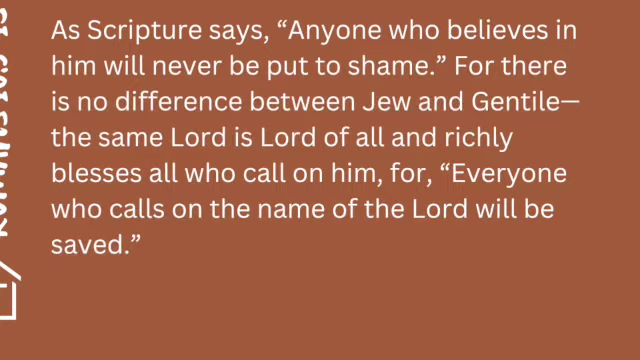 As Scripture says, “Anyone who believes in
him will never be put to shame.” For there
is no difference between Jew and Gentile—
the same Lord is Lord of all and richly
blesses all who call on him, for, “Everyone
who calls on the name of the Lord will be
saved.”